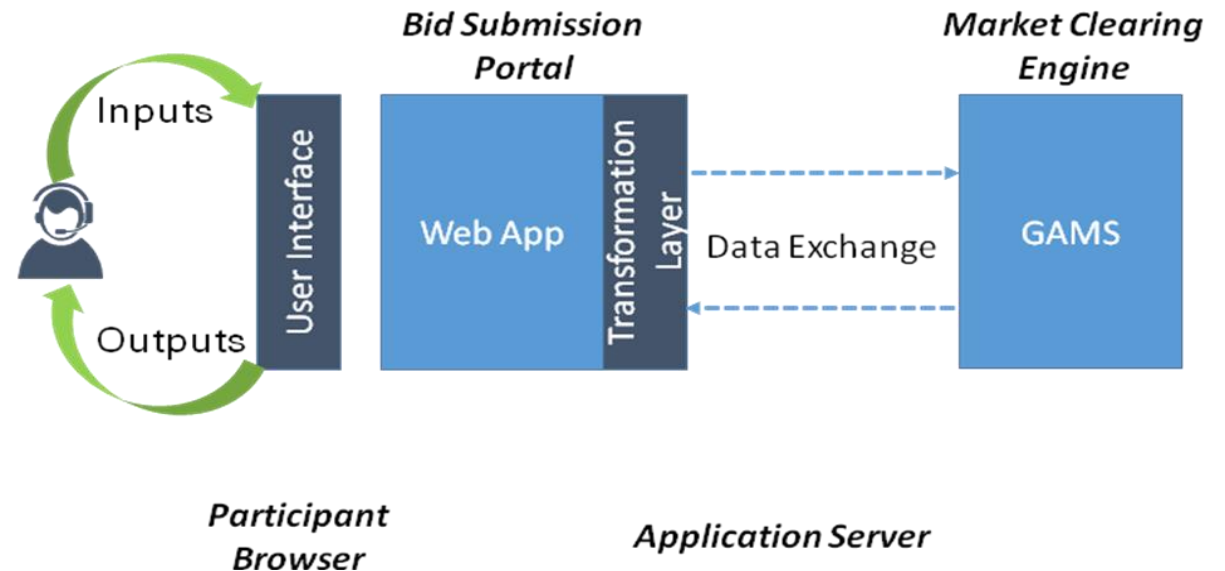 Bid Submission
Portal
Market Clearing
Engine
Inputs
User Interface
Web App
Transformation
Layer
Data Exchange
GAMS
Outputs
Participant
Browser
Application Server